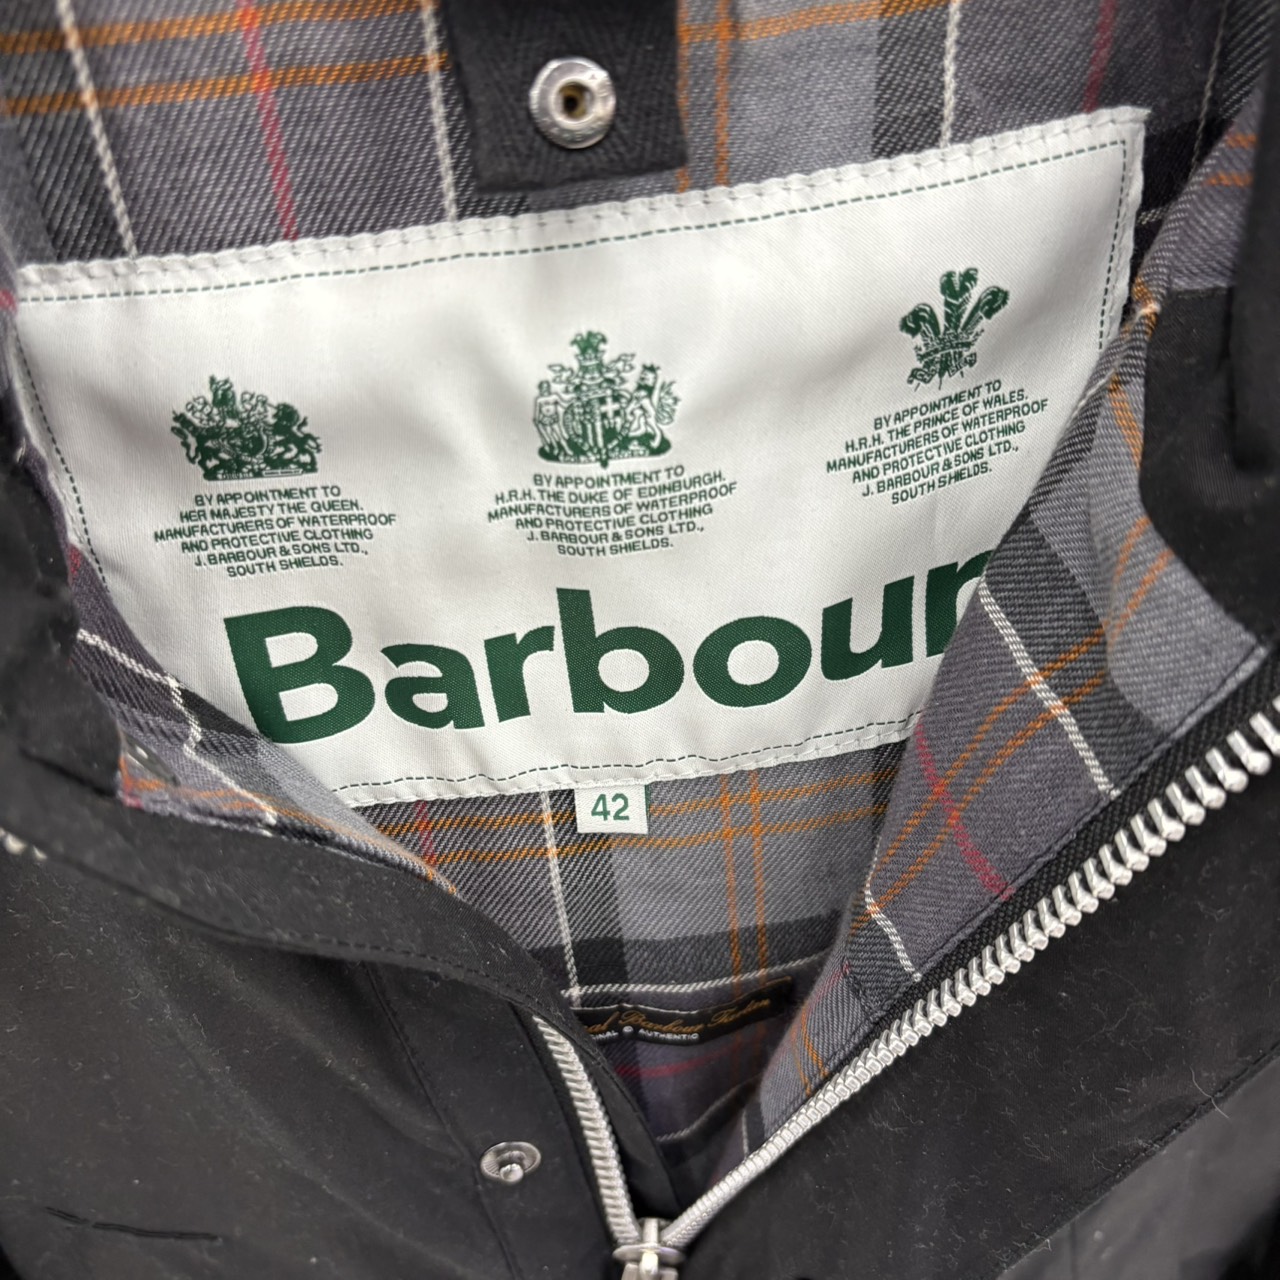 BY APPOINTMENT TO
HER MAJESTY THE QUEEN.
MANUFACTURERS OF WATERPROOF
AND PROTECTIVE CLOTHING
J. BARBOUR & SONS LTD.,
SOUTH SHIELDS.
BY APPOINTMENT TO
H.R.H. THE DUKE OF EDINBURGH.
MANUFACTURERS OF WATERPROOF
AND PROTECTIVE CLOTHING
J. BARBOUR & SONS LTD.,
SOUTH SHIELDS.
BY APPOINTMENT TO
H.R.H. THE PRINCE OF WALES.
MANUFACTURERS OF WATERPROOF
AND PROTECTIVE CLOTHING
J. BARBOUR & SONS LTD.,
SOUTH SHIELDS.
Barbour
42
Barbour Tartan
AUTHENTIC